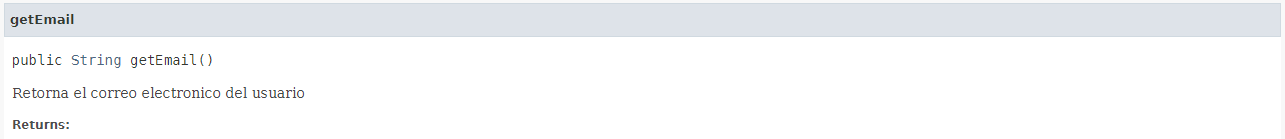 getEmail
public String getEmail()
Retorna el correo electronico del usuario
Returns: